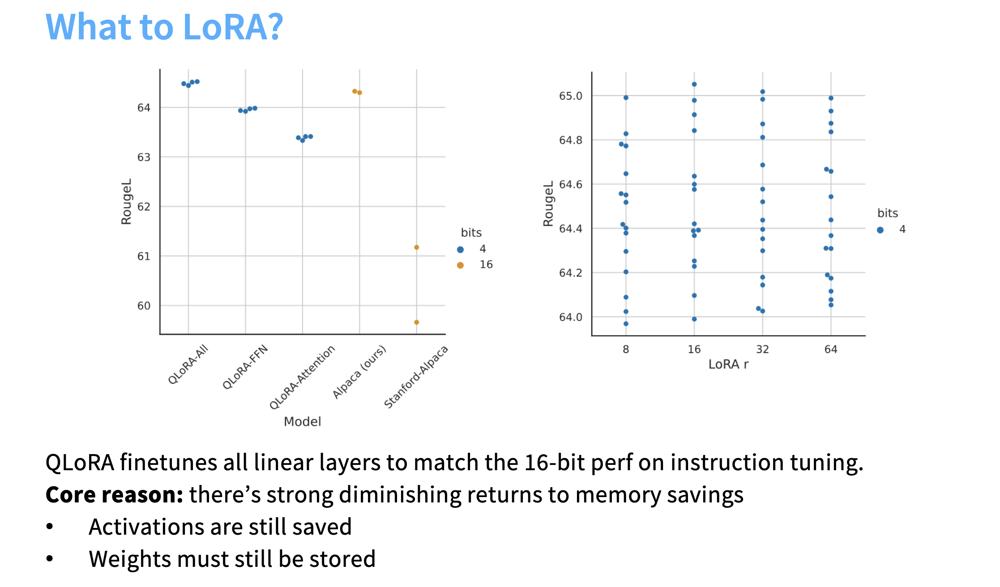 What to LoRA?
RougeL
64
63
62
61
60
QLoRA-All
QLoRA-FFN
QLoRA-Attention
Alpaca (ours)
Stanford-Alpaca
Model
bits
4
16
RougeL
65.0
64.8
64.6
64.4
64.2
64.0
8
16
32
64
LoRA r
bits
4
QLoRA finetunes all linear layers to match the 16-bit perf on instruction tuning.
Core reason: there’s strong diminishing returns to memory savings
• Activations are still saved
• Weights must still be stored